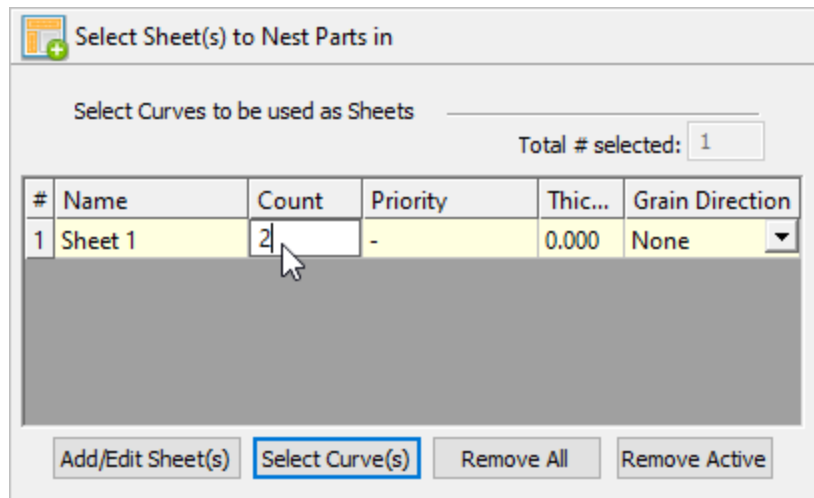 Select Sheet(s) to Nest Parts in
Select Curves to be used as Sheets
Total # selected: 1
# Name Count Priority Thic... Grain Direction
1 Sheet 1 2 - 0.000 None
Add/Edit Sheet(s) Select Curve(s) Remove All Remove Active